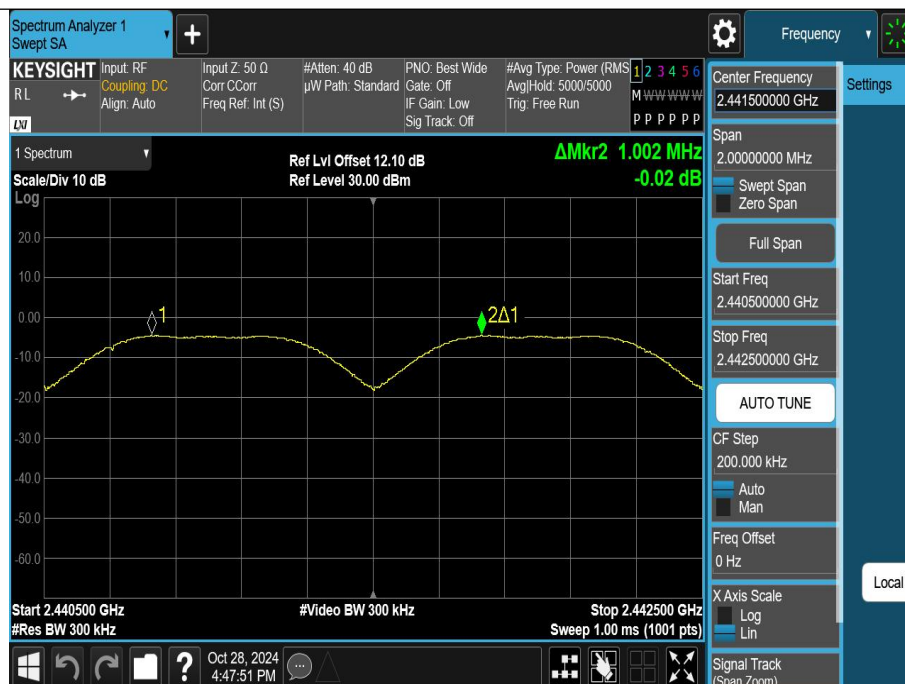 Spectrum Analyzer 1
Swept SA
Frequency
KEYSIGHT
RL
LXI
Input: RF
Coupling: DC
Align: Auto
Input Z: 50 Ω
Corr CCorr
Freq Ref: Int (S)
#Atten: 40 dB
µW Path: Standard
PNO: Best Wide
Gate: Off
IF Gain: Low
Sig Track: Off
#Avg Type: Power (RMS
Avg|Hold: 5000/5000
Trig: Free Run
1 2 3 4 5 6
M W W W W W
P P P P P P
1 Spectrum
Scale/Div 10 dB
Log
Ref Lvl Offset 12.10 dB
Ref Level 30.00 dBm
ΔMkr2 1.002 MHz
-0.02 dB
20.0
10.0
0.00
-10.0
-20.0
-30.0
-40.0
-50.0
-60.0
1
2Δ1
Start 2.440500 GHz
#Res BW 300 kHz
#Video BW 300 kHz
Stop 2.442500 GHz
Sweep 1.00 ms (1001 pts)
?
Oct 28, 2024
4:47:51 PM
Center Frequency
2.441500000 GHz
Span
2.00000000 MHz
Swept Span
Zero Span
Full Span
Start Freq
2.440500000 GHz
Stop Freq
2.442500000 GHz
AUTO TUNE
CF Step
200.000 kHz
Auto
Man
Freq Offset
0 Hz
X Axis Scale
Log
Lin
Signal Track
(Span Zoom)
Settings
Local